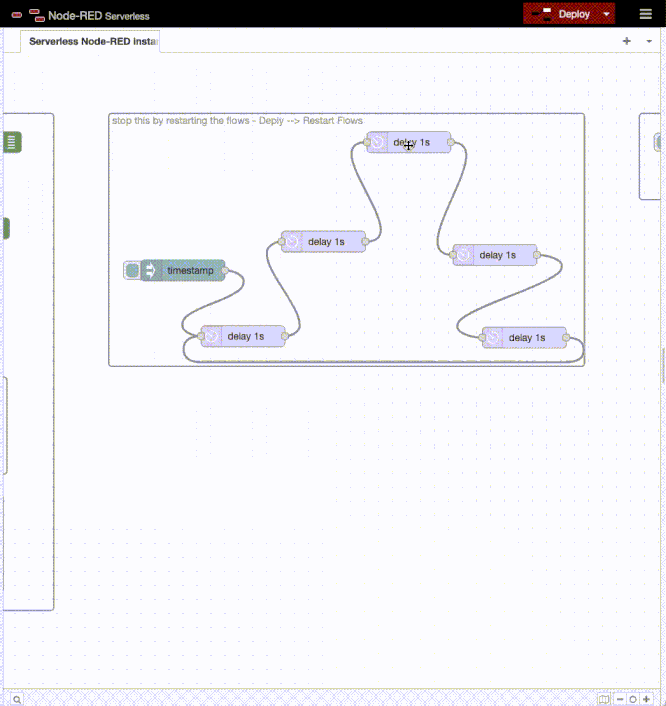 Node-RED Serverless
Deploy
Serverless Node-RED insta
stop this by restarting the flows - Deply --> Restart Flows
delay 1s
delay 1s
delay 1s
timestamp
delay 1s
delay 1s